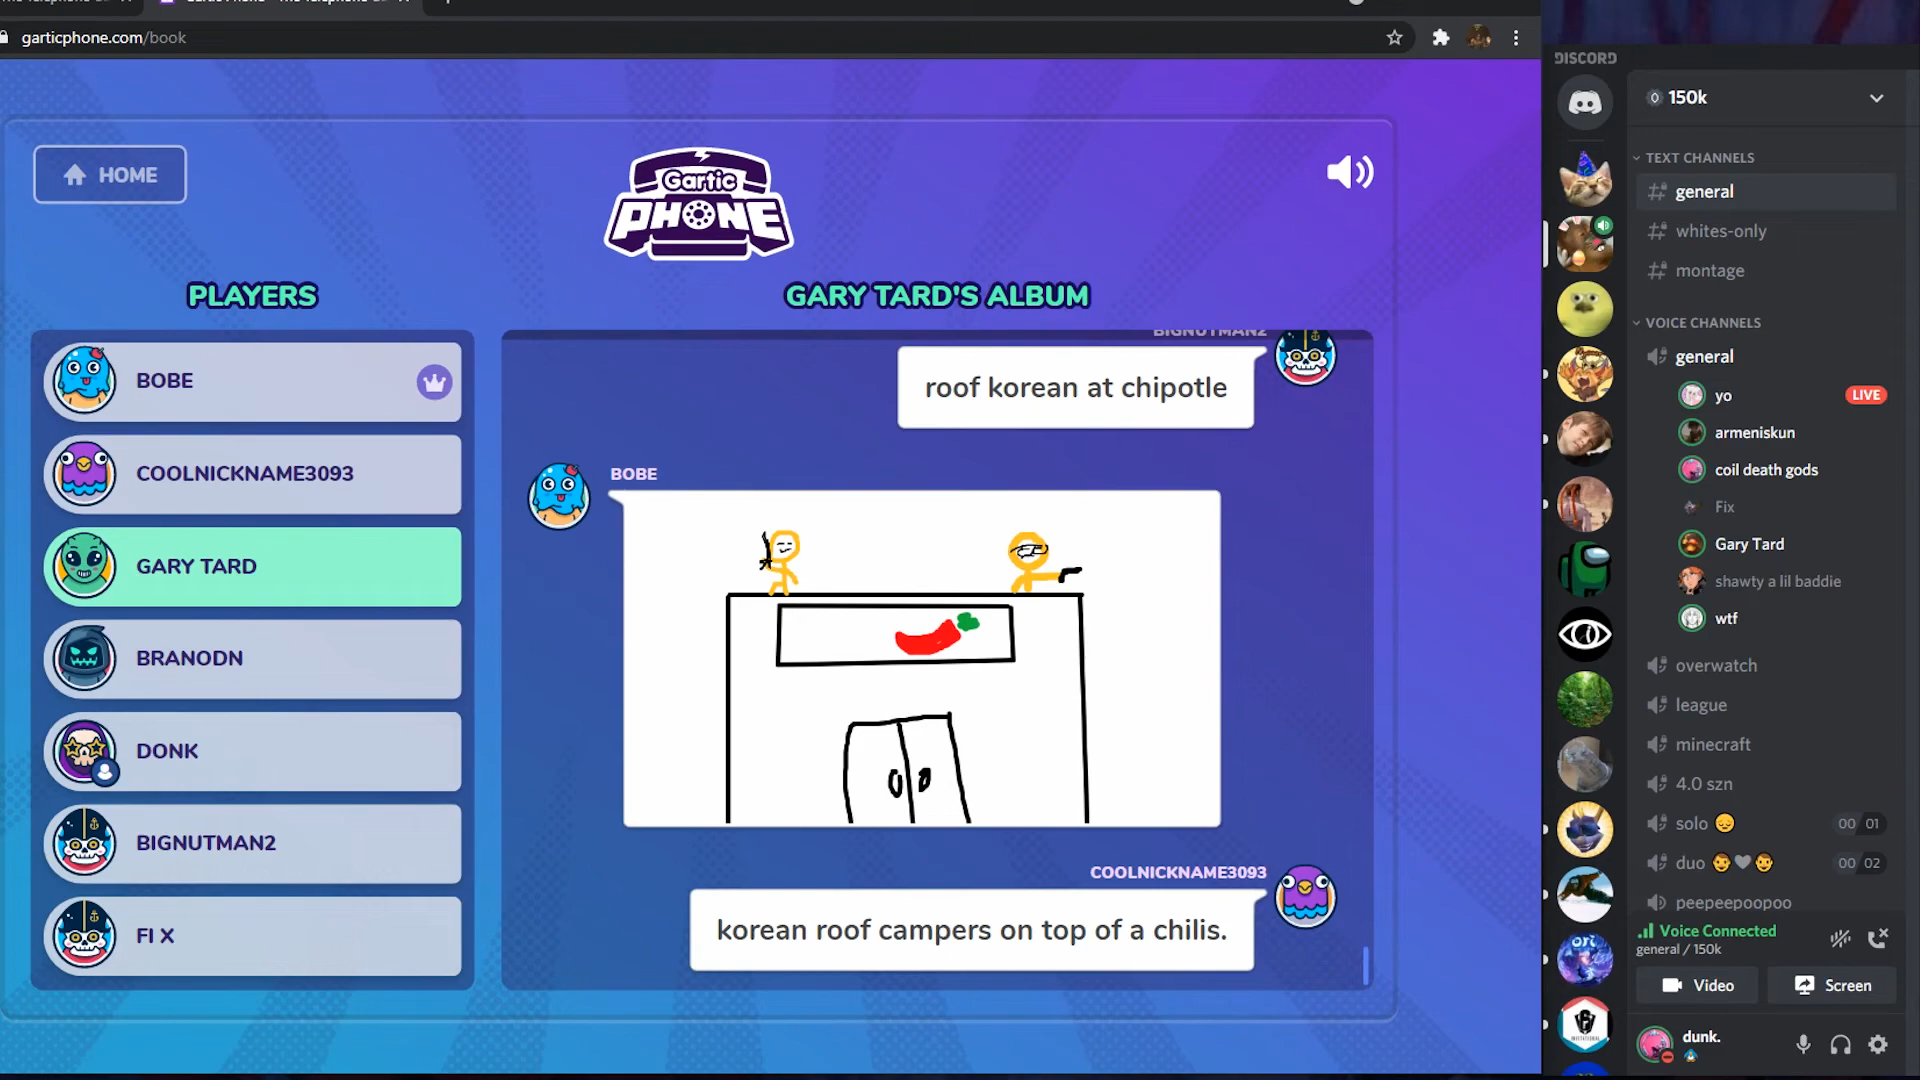 garticphone.com/book
HOME
Gartic
PHONE
PLAYERS
BOBE
COOLNICKNAME3093
GARY TARD
BRANODN
DONK
BIGNUTMAN2
FI X
GARY TARD'S ALBUM
BIGNUTMAN2
roof korean at chipotle
BOBE
COOLNICKNAME3093
korean roof campers on top of a chilis.
DISCORD
150k
TEXT CHANNELS
general
whites-only
montage
VOICE CHANNELS
general
yo LIVE
armeniskun
coil death gods
Fix
Gary Tard
shawty a lil baddie
wtf
overwatch
league
minecraft
4.0 szn
solo 😔 00 01
duo 👨🖤👨 00 02
peepeepoopoo
Voice Connected
general / 150k
Video Screen
dunk.
ori